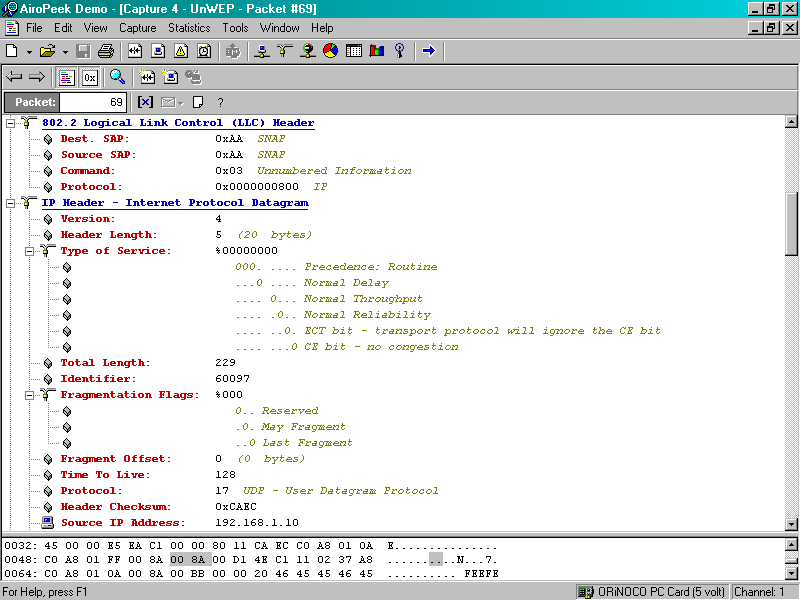 AiroPeek Demo - [Capture 4 - UnWEP - Packet #69]
File Edit View Capture Statistics Tools Window Help
Packet: 69 [×] ?
802.2 Logical Link Control (LLC) Header
Dest. SAP: 0xAA SNAP
Source SAP: 0xAA SNAP
Command: 0x03 Unnumbered Information
Protocol: 0x0000000800 IP
IP Header - Internet Protocol Datagram
Version: 4
Header Length: 5 (20 bytes)
Type of Service: %00000000
000. .... Precedence: Routine
...0 .... Normal Delay
.... 0... Normal Throughput
.... .0.. Normal Reliability
.... ..0. ECT bit - transport protocol will ignore the CE bit
.... ...0 CE bit - no congestion
Total Length: 229
Identifier: 60097
Fragmentation Flags: %000
0.. Reserved
.0. May Fragment
..0 Last Fragment
Fragment Offset: 0 (0 bytes)
Time To Live: 128
Protocol: 17 UDP - User Datagram Protocol
Header Checksum: 0xCAEC
Source IP Address: 192.168.1.10
0032: 45 00 00 E5 EA C1 00 00 80 11 CA EC C0 A8 01 0A E...............
0048: C0 A8 01 FF 00 8A 00 8A 00 D1 4E C1 11 02 37 A8 ..........N...7.
0064: C0 A8 01 0A 00 8A 00 BB 00 00 20 46 45 45 46 45 .......... FEEFE
For Help, press F1 ORiNOCO PC Card (5 volt) Channel: 1